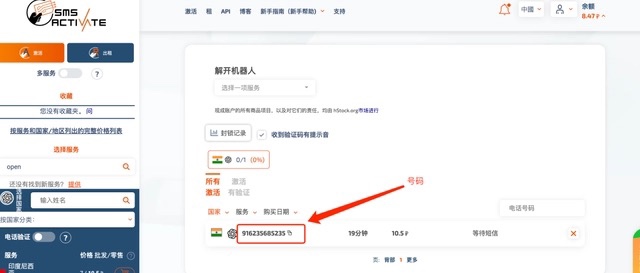 SMS
ACTIVATE
激活 租 API 博客 新手指南（新手帮助） 支持
中國
余额
8.47 ₽
激活
出租
多服务 ?
收藏
您没有收藏夹, 问
按服务和国家/地区列出的完整价格列表
选择服务
open
还没有找到新服务? 提供
选择国家
输入姓名
按国家分类:
电话验证 ?
服务 价格 批发/零售 ?
印度尼西
解开机器人
选择一项服务
现成账户的所有商品项目，以及对它们的责任，均由 hStock.org市场进行
封锁记录
收到验证码有提示音
0/1 (0%)
所有激活
激活
有验证
号码
国家 服务 购买日期
电话号码
916235685235 19分钟 10.5 ₽ 等待短信
页: 背部 1 更多